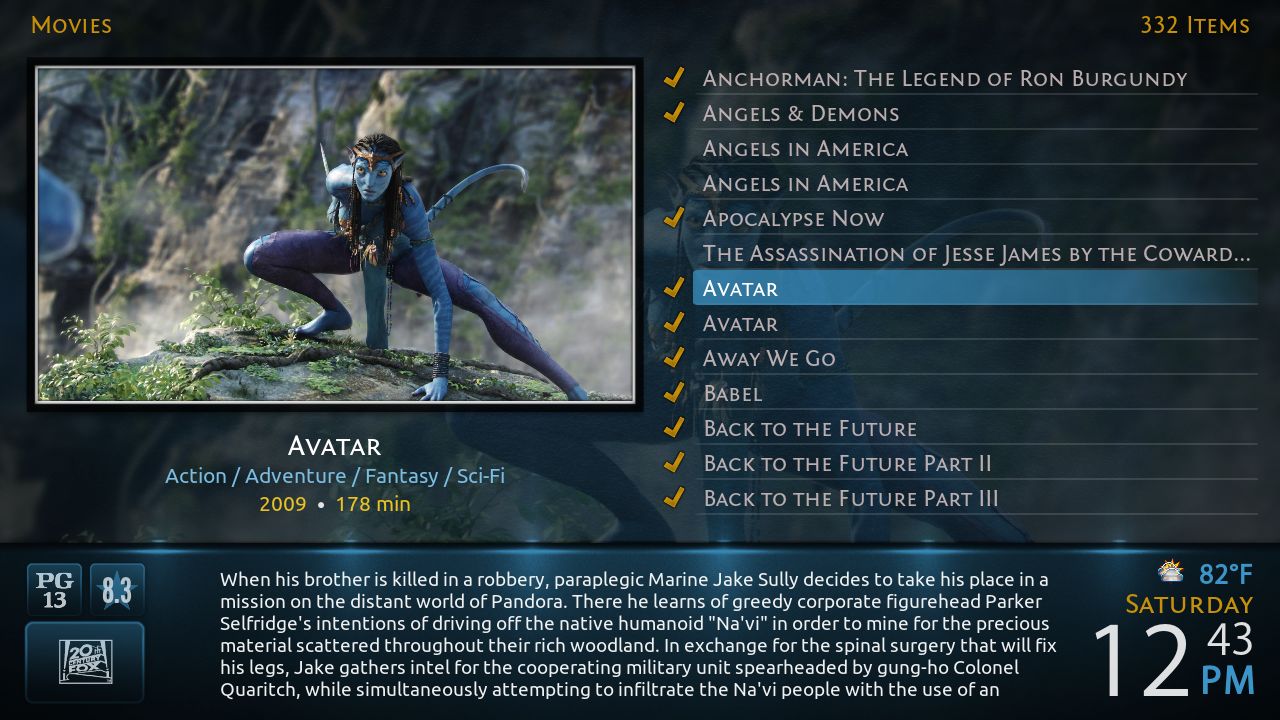 Movies
332 Items
Anchorman: The Legend of Ron Burgundy
Angels & Demons
Angels in America
Angels in America
Apocalypse Now
The Assassination of Jesse James by the Coward...
Avatar
Avatar
Away We Go
Babel
Back to the Future
Back to the Future Part II
Back to the Future Part III
Avatar
Action / Adventure / Fantasy / Sci-Fi
2009 • 178 min
PG 13
8.3
20th Century Fox
When his brother is killed in a robbery, paraplegic Marine Jake Sully decides to take his place in a
mission on the distant world of Pandora. There he learns of greedy corporate figurehead Parker
Selfridge's intentions of driving off the native humanoid "Na'vi" in order to mine for the precious
material scattered throughout their rich woodland. In exchange for the spinal surgery that will fix
his legs, Jake gathers intel for the cooperating military unit spearheaded by gung-ho Colonel
Quaritch, while simultaneously attempting to infiltrate the Na'vi people with the use of an
82°F
Saturday
12 43 PM